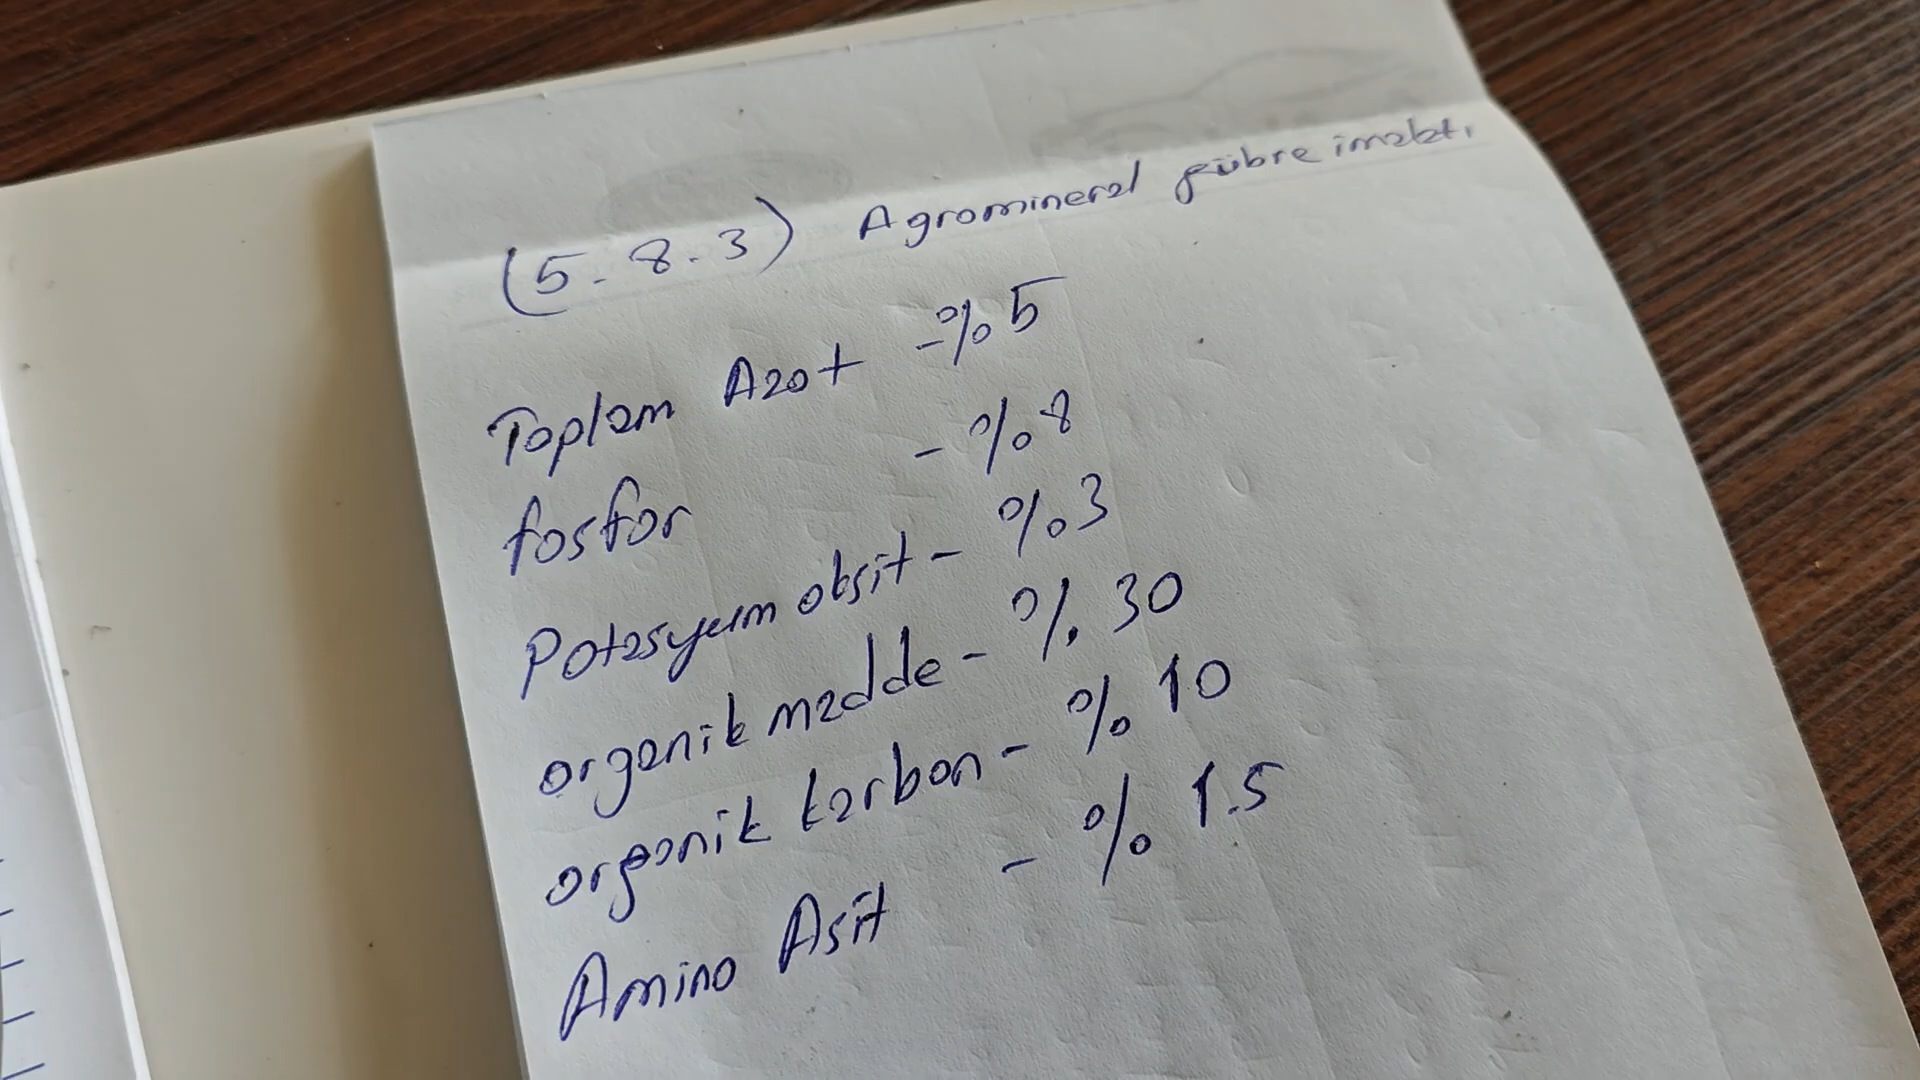 (5-8-3) Agromineral gübre imalatı
Toplam Azot - %5
fosfor - %8
Potasyum oksit - %3
organik madde - % 30
organik karbon - % 10
Amino Asit - % 1.5